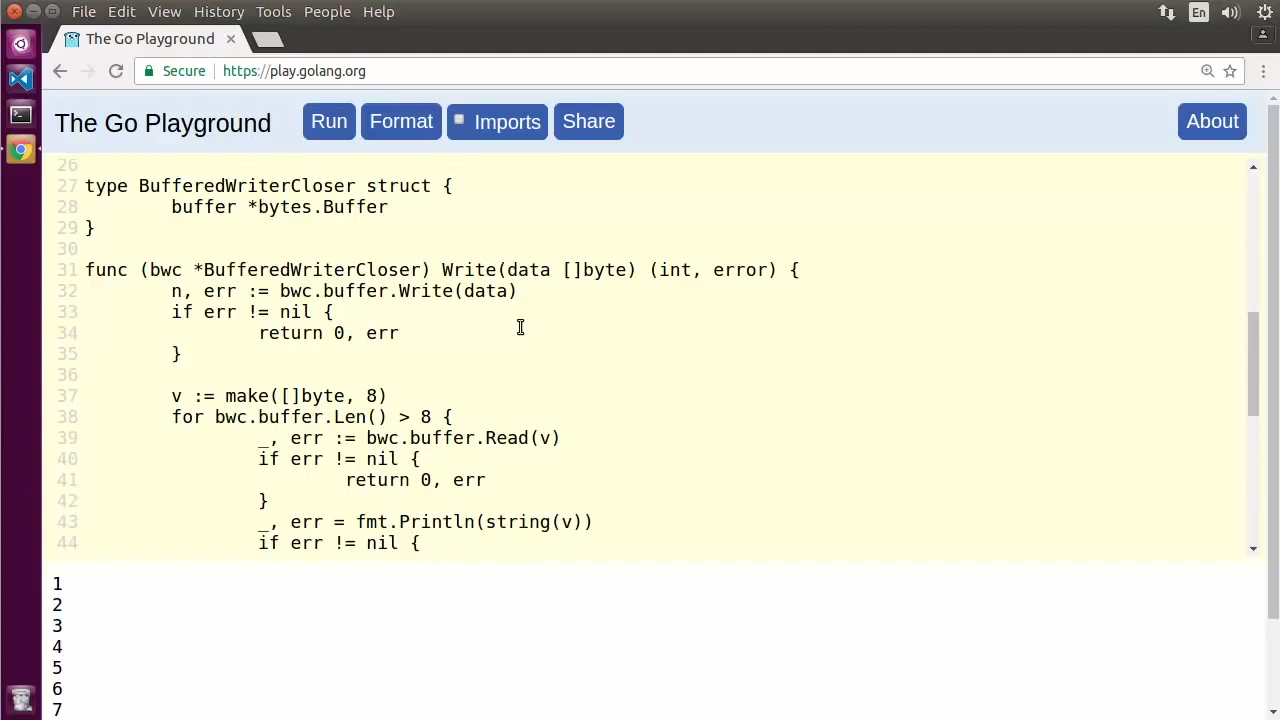 File Edit View History Tools People Help
En
The Go Playground
Secure https://play.golang.org
The Go Playground Run Format Imports Share About
26
27 type BufferedWriterCloser struct {
28 buffer *bytes.Buffer
29 }
30
31 func (bwc *BufferedWriterCloser) Write(data []byte) (int, error) {
32 n, err := bwc.buffer.Write(data)
33 if err != nil {
34 return 0, err
35 }
36
37 v := make([]byte, 8)
38 for bwc.buffer.Len() > 8 {
39 _, err := bwc.buffer.Read(v)
40 if err != nil {
41 return 0, err
42 }
43 _, err = fmt.Println(string(v))
44 if err != nil {
1
2
3
4
5
6
7